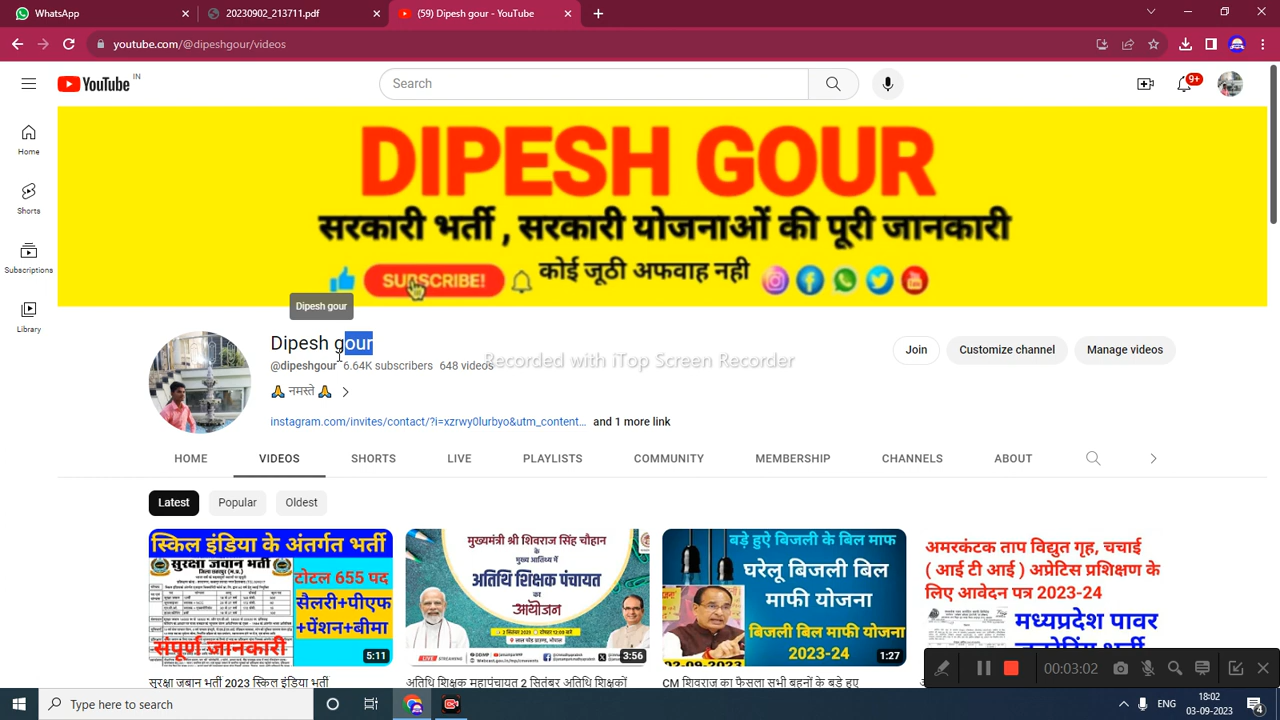 WhatsApp
20230902_213711.pdf
(59) Dipesh gour - YouTube
youtube.com/@dipeshgour/videos
YouTube IN
Search
9+
Home
Shorts
Subscriptions
Library
DIPESH GOUR
सरकारी भर्ती , सरकारी योजनाओं की पूरी जानकारी
SUBSCRIBE!
कोई जूठी अफवाह नही
Dipesh gour
Dipesh gour
@dipeshgour 6.64K subscribers 648 videos
Recorded with iTop Screen Recorder
Join
Customize channel
Manage videos
🙏 नमस्ते 🙏
instagram.com/invites/contact/?i=xzrwy0lurbyo&utm_content... and 1 more link
HOME
VIDEOS
SHORTS
LIVE
PLAYLISTS
COMMUNITY
MEMBERSHIP
CHANNELS
ABOUT
Latest
Popular
Oldest
स्किल इंडिया के अंतर्गत भर्ती
सुरक्षा जवान भर्ती
टोटल 655 पद
सैलरी+पीएफ
+पेंशन+बीमा
संपूर्ण जानकारी
5:11
मुख्यमंत्री श्री शिवराज सिंह चौहान
के
मुख्य आतिथ्य में
अतिथि शिक्षक पंचायत
का
आयोजन
LIVE
3:56
बड़े हुऐ बिजली के बिल माफ
घरेलू बिजली बिल
माफी योजना
बिजली बिल माफी योजना
2023-24
02-09-2023
1:27
अमरकंटक ताप विद्युत गृह, चचाई
( आई टी आई ) अप्रेंटिस प्रशिक्षण के
लिए आवेदन पत्र 2023-24
मध्यप्रदेश पावर
सुरक्षा जबान भर्ती 2023 स्किल इंडिया भर्ती
अतिथि शिक्षक महापंचायत 2 सितंबर अतिथि शिक्षकों
CM शिवराज का फैसला सभी बहनों के बड़े हुए
00:03:02
Type here to search
ENG
18:02
03-09-2023
4